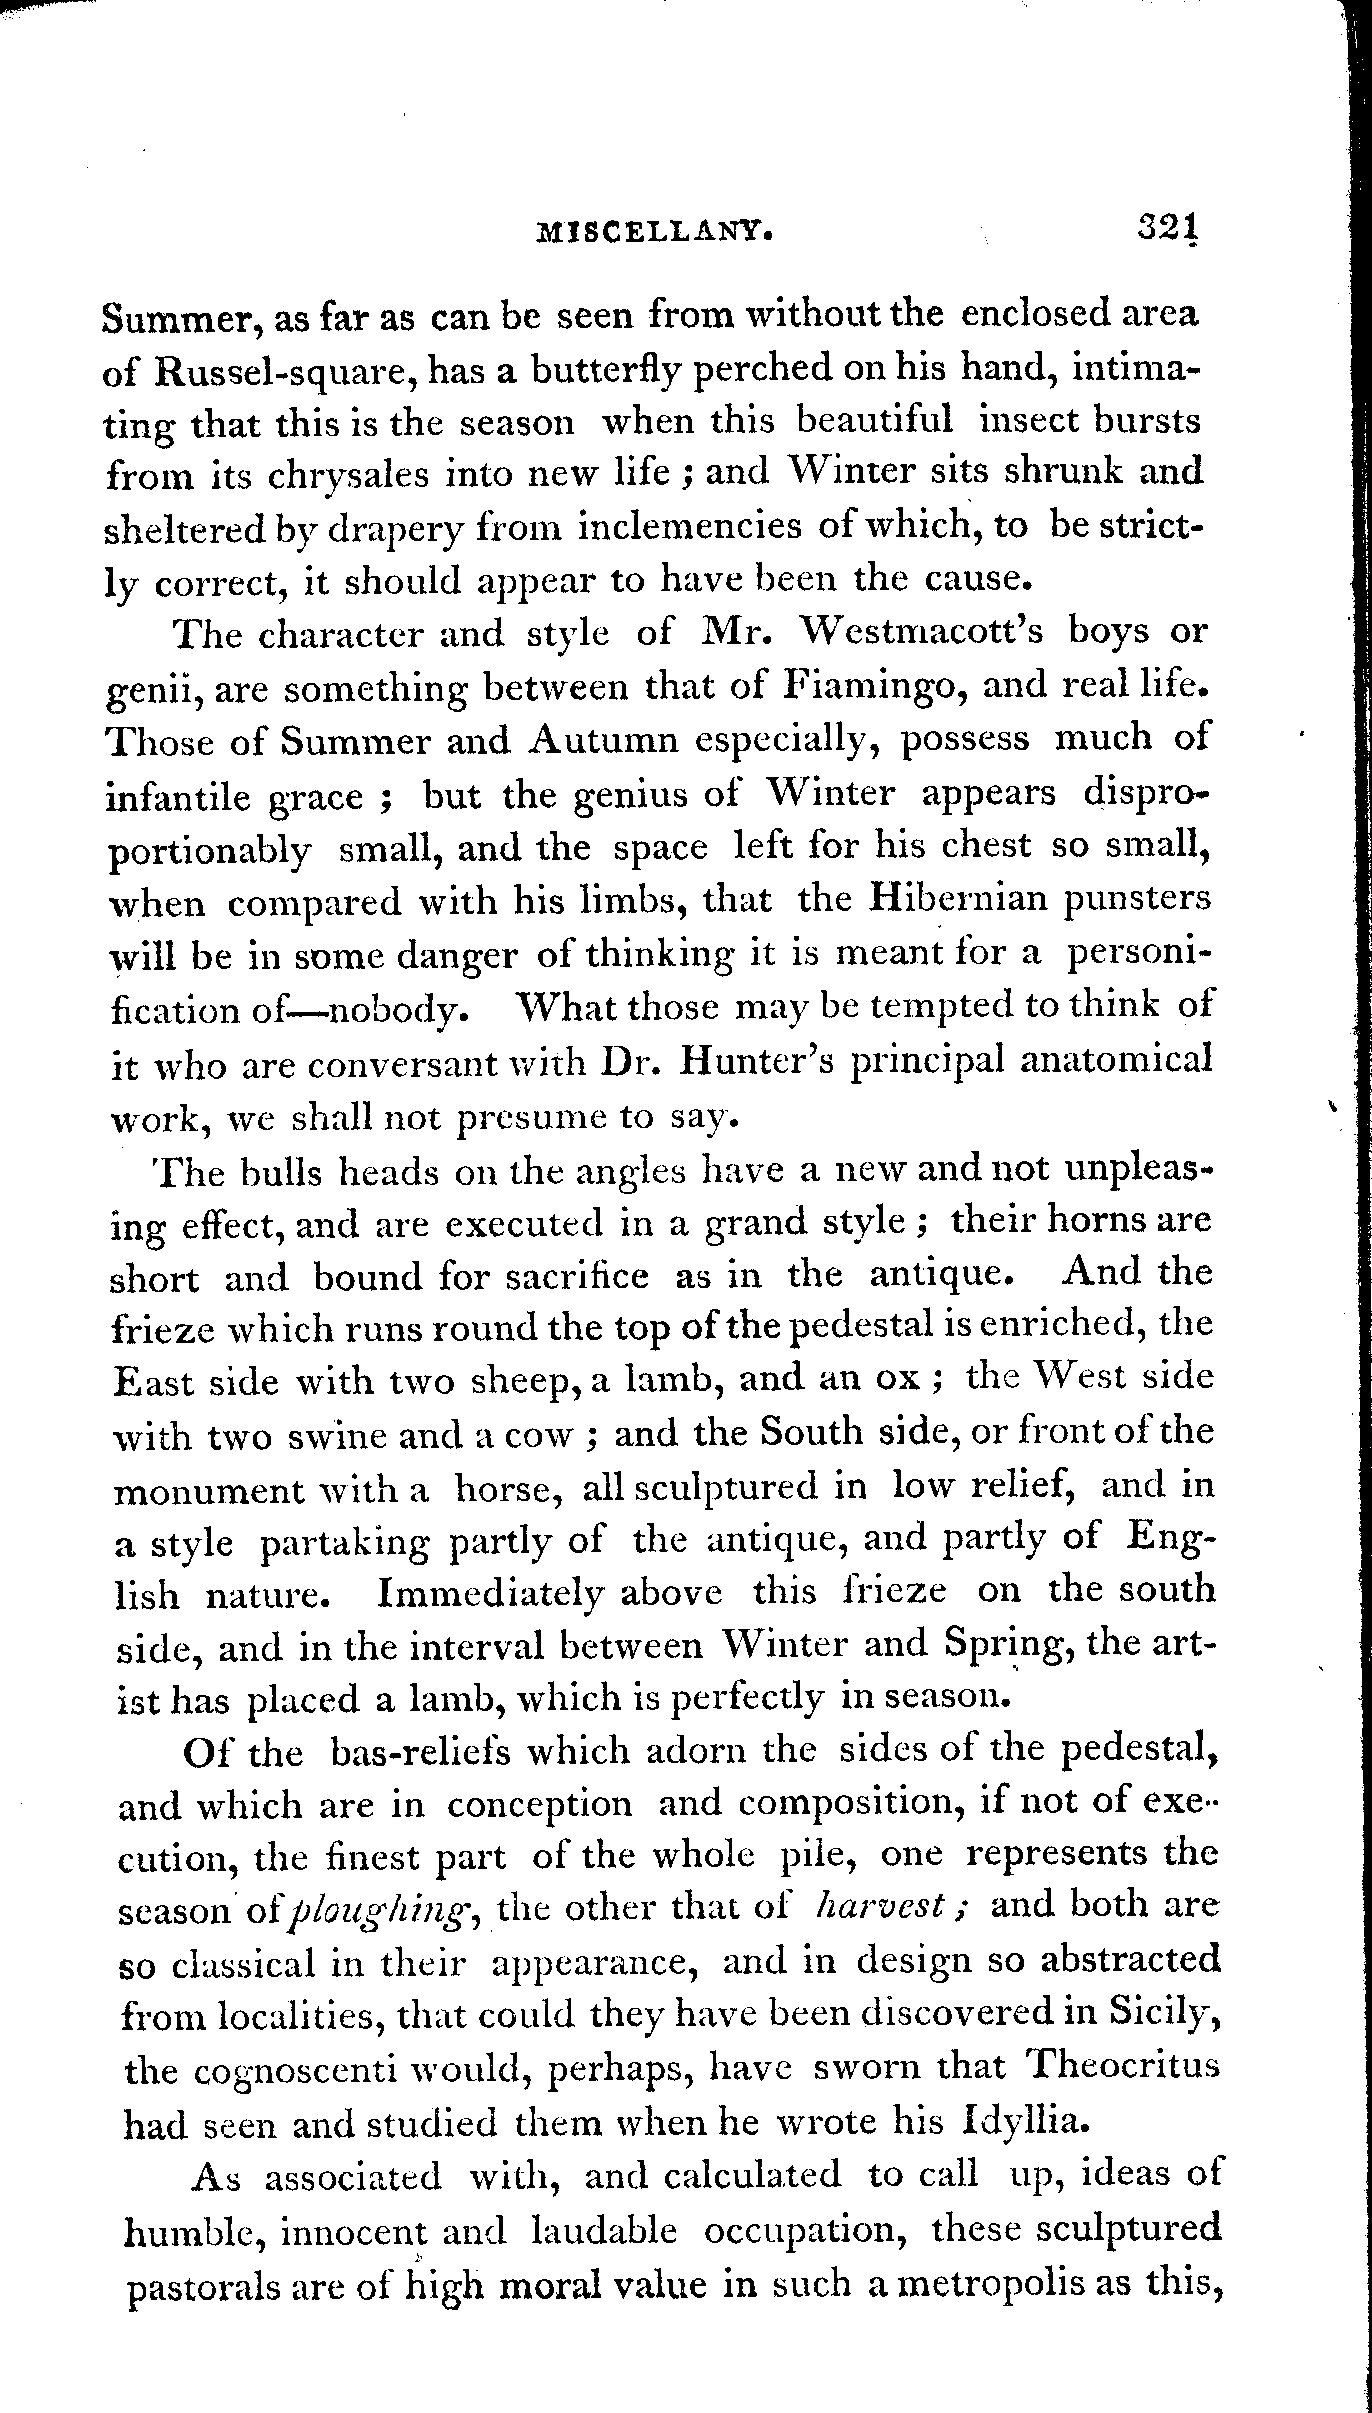 MISCELLANY. 321
Summer, as far as can be seen from without the enclosed area
of Russel-square, has a butterfly perched on his hand, intima-
ting that this is the season when this beautiful insect bursts
from its chrysales into new life ; and Winter sits shrunk and
sheltered by drapery from inclemencies of which, to be strict-
ly correct, it should appear to have been the cause.
The character and style of Mr. Westmacott's boys or
genii, are something between that of Fiamingo, and real life.
Those of Summer and Autumn especially, possess much of
infantile grace ; but the genius of Winter appears dispro-
portionably small, and the space left for his chest so small,
when compared with his limbs, that the Hibernian punsters
will be in some danger of thinking it is meant for a personi-
fication of—nobody. What those may be tempted to think of
it who are conversant with Dr. Hunter's principal anatomical
work, we shall not presume to say.
The bulls heads on the angles have a new and not unpleas-
ing effect, and are executed in a grand style ; their horns are
short and bound for sacrifice as in the antique. And the
frieze which runs round the top of the pedestal is enriched, the
East side with two sheep, a lamb, and an ox ; the West side
with two swine and a cow ; and the South side, or front of the
monument with a horse, all sculptured in low relief, and in
a style partaking partly of the antique, and partly of Eng-
lish nature. Immediately above this frieze on the south
side, and in the interval between Winter and Spring, the art-
ist has placed a lamb, which is perfectly in season.
Of the bas-reliefs which adorn the sides of the pedestal,
and which are in conception and composition, if not of exe-
cution, the finest part of the whole pile, one represents the
season of ploughing, the other that of harvest ; and both are
so classical in their appearance, and in design so abstracted
from localities, that could they have been discovered in Sicily,
the cognoscenti would, perhaps, have sworn that Theocritus
had seen and studied them when he wrote his Idyllia.
As associated with, and calculated to call up, ideas of
humble, innocent and laudable occupation, these sculptured
pastorals are of high moral value in such a metropolis as this,